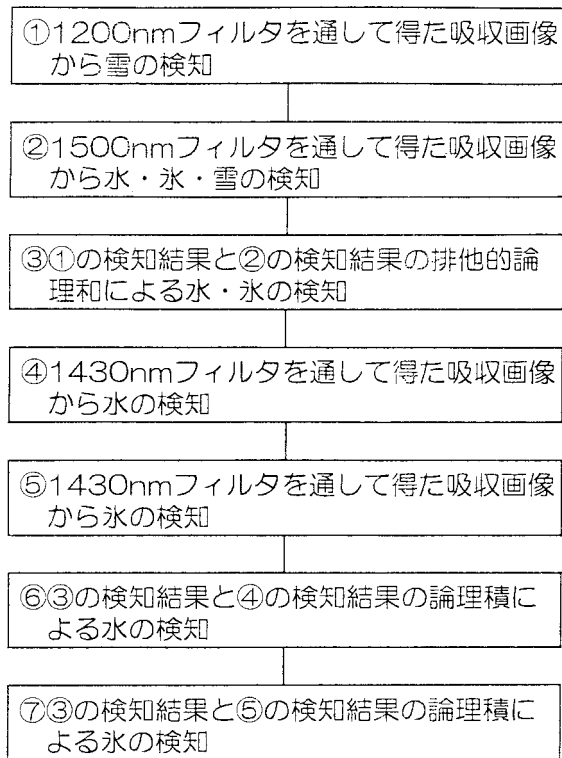 ①1200nmフィルタを通して得た吸収画像
から雪の検知
②1500nmフィルタを通して得た吸収画像
から水・氷・雪の検知
③①の検知結果と②の検知結果の排他的論
理和による水・氷の検知
④1430nmフィルタを通して得た吸収画像
から水の検知
⑤1430nmフィルタを通して得た吸収画像
から氷の検知
⑥③の検知結果と④の検知結果の論理積に
よる水の検知
⑦③の検知結果と⑤の検知結果の論理積に
よる氷の検知